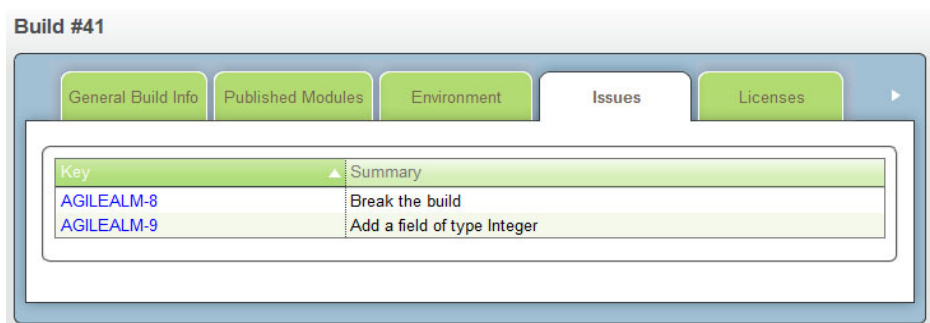 Build #41
General Build Info Published Modules Environment Issues Licenses
Key Summary
AGILEALM-8 Break the build
AGILEALM-9 Add a field of type Integer